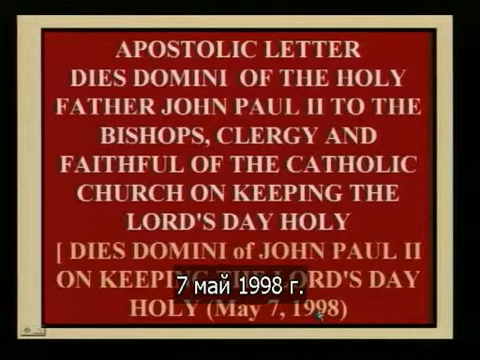 APOSTOLIC LETTER
DIES DOMINI OF THE HOLY
FATHER JOHN PAUL II TO THE
BISHOPS, CLERGY AND
FAITHFUL OF THE CATHOLIC
CHURCH ON KEEPING THE
LORD'S DAY HOLY
[ DIES DOMINI of JOHN PAUL II
ON KEEPING THE LORD'S DAY
7 май 1998 г.
HOLY (May 7, 1998)